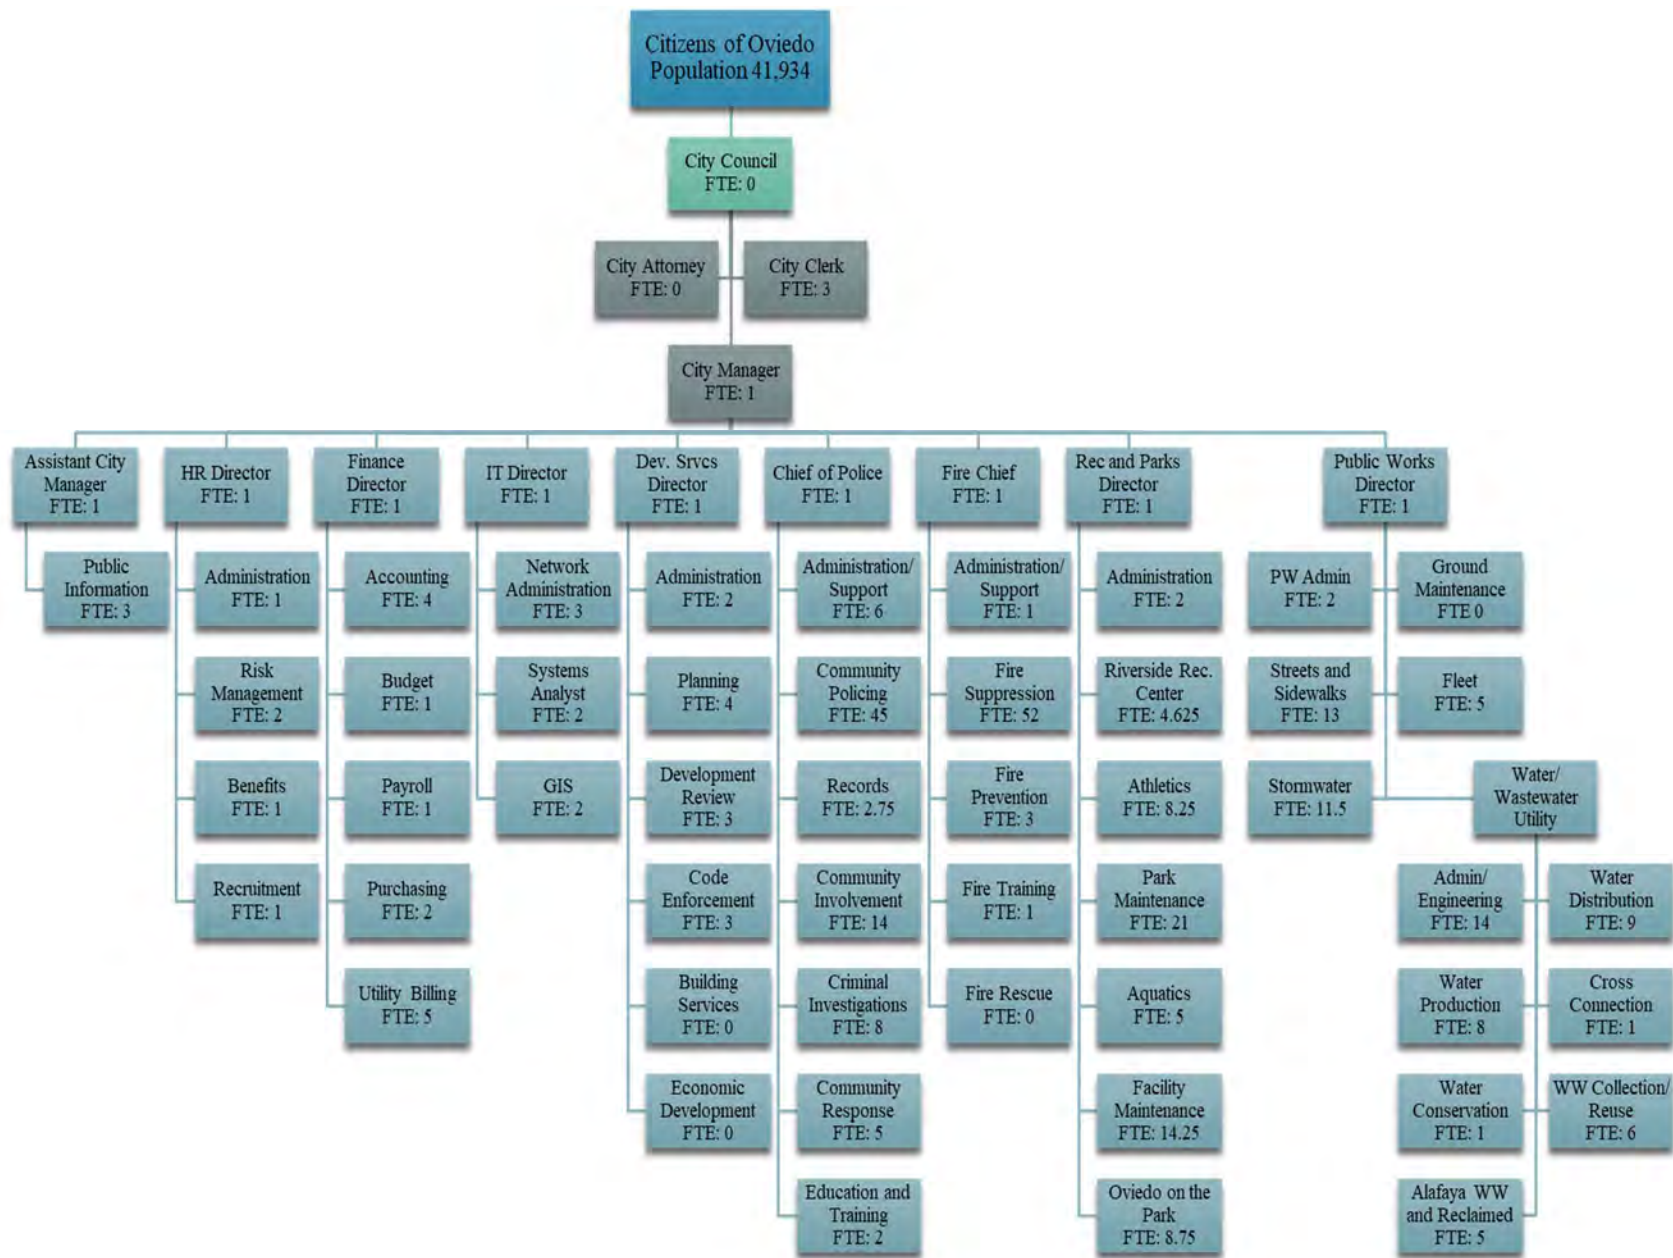 Citizens of Oviedo
Population 41,934
City Council
FTE: 0
City Attorney
FTE: 0
City Clerk
FTE: 3
City Manager
FTE: 1
Assistant City
Manager
FTE: 1
Public
Information
FTE: 3
HR Director
FTE: 1
Administration
FTE: 1
Risk
Management
FTE: 2
Benefits
FTE: 1
Recruitment
FTE: 1
Finance
Director
FTE: 1
Accounting
FTE: 4
Budget
FTE: 1
Payroll
FTE: 1
Purchasing
FTE: 2
Utility Billing
FTE: 5
IT Director
FTE: 1
Network
Administration
FTE: 3
Systems
Analyst
FTE: 2
GIS
FTE: 2
Dev. Srvcs
Director
FTE: 1
Administration
FTE: 2
Planning
FTE: 4
Development
Review
FTE: 3
Code
Enforcement
FTE: 3
Building
Services
FTE: 0
Economic
Development
FTE: 0
Chief of Police
FTE: 1
Administration/
Support
FTE: 6
Community
Policing
FTE: 45
Records
FTE: 2.75
Community
Involvement
FTE: 14
Criminal
Investigations
FTE: 8
Community
Response
FTE: 5
Education and
Training
FTE: 2
Fire Chief
FTE: 1
Administration/
Support
FTE: 1
Fire
Suppression
FTE: 52
Fire
Prevention
FTE: 3
Fire Training
FTE: 1
Fire Rescue
FTE: 0
Rec and Parks
Director
FTE: 1
Administration
FTE: 2
Riverside Rec.
Center
FTE: 4.625
Athletics
FTE: 8.25
Park
Maintenance
FTE: 21
Aquatics
FTE: 5
Facility
Maintenance
FTE: 14.25
Oviedo on the
Park
FTE: 8.75
Public Works
Director
FTE: 1
PW Admin
FTE: 2
Ground
Maintenance
FTE 0
Streets and
Sidewalks
FTE: 13
Fleet
FTE: 5
Stormwater
FTE: 11.5
Water/
Wastewater
Utility
Admin/
Engineering
FTE: 14
Water
Distribution
FTE: 9
Water
Production
FTE: 8
Cross
Connection
FTE: 1
Water
Conservation
FTE: 1
WW Collection/
Reuse
FTE: 6
Alafaya WW
and Reclaimed
FTE: 5